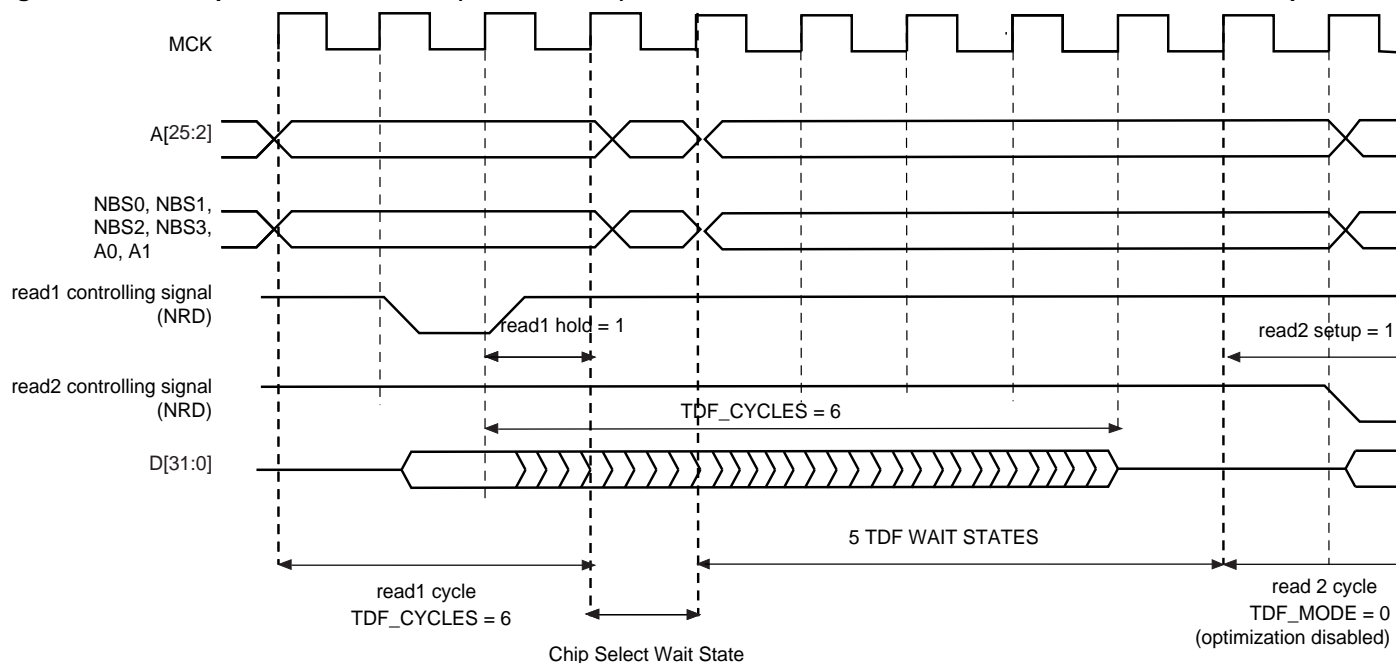 MCK
A[25:2]
NBS0, NBS1,
NBS2, NBS3,
A0, A1
read1 controlling signal
(NRD)
read1 hold = 1
read2 setup = 1
read2 controlling signal
(NRD)
TDF_CYCLES = 6
D[31:0]
5 TDF WAIT STATES
read1 cycle
TDF_CYCLES = 6
Chip Select Wait State
read 2 cycle
TDF_MODE = 0
(optimization disabled)